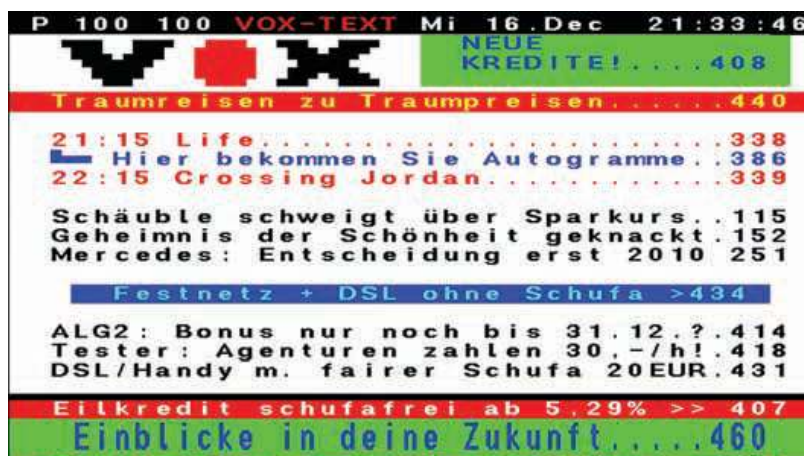 P 100 100 VOX-TEXT Mi 16.Dec 21:33:46
VOX
NEUE
KREDITE!....408
Traumreisen zu Traumpreisen......440
21:15 Life.......................338
Hier bekommen Sie Autogramme..386
22:15 Crossing Jordan............339
Schäuble schweigt über Sparkurs..115
Geheimnis der Schönheit geknackt.152
Mercedes: Entscheidung erst 2010 251
Festnetz + DSL ohne Schufa >434
ALG2: Bonus nur noch bis 31.12.?.414
Tester: Agenturen zahlen 30,-/h!.418
DSL/Handy m. fairer Schufa 20EUR.431
Eilkredit schufafrei ab 5,29% >> 407
Einblicke in deine Zukunft.....460